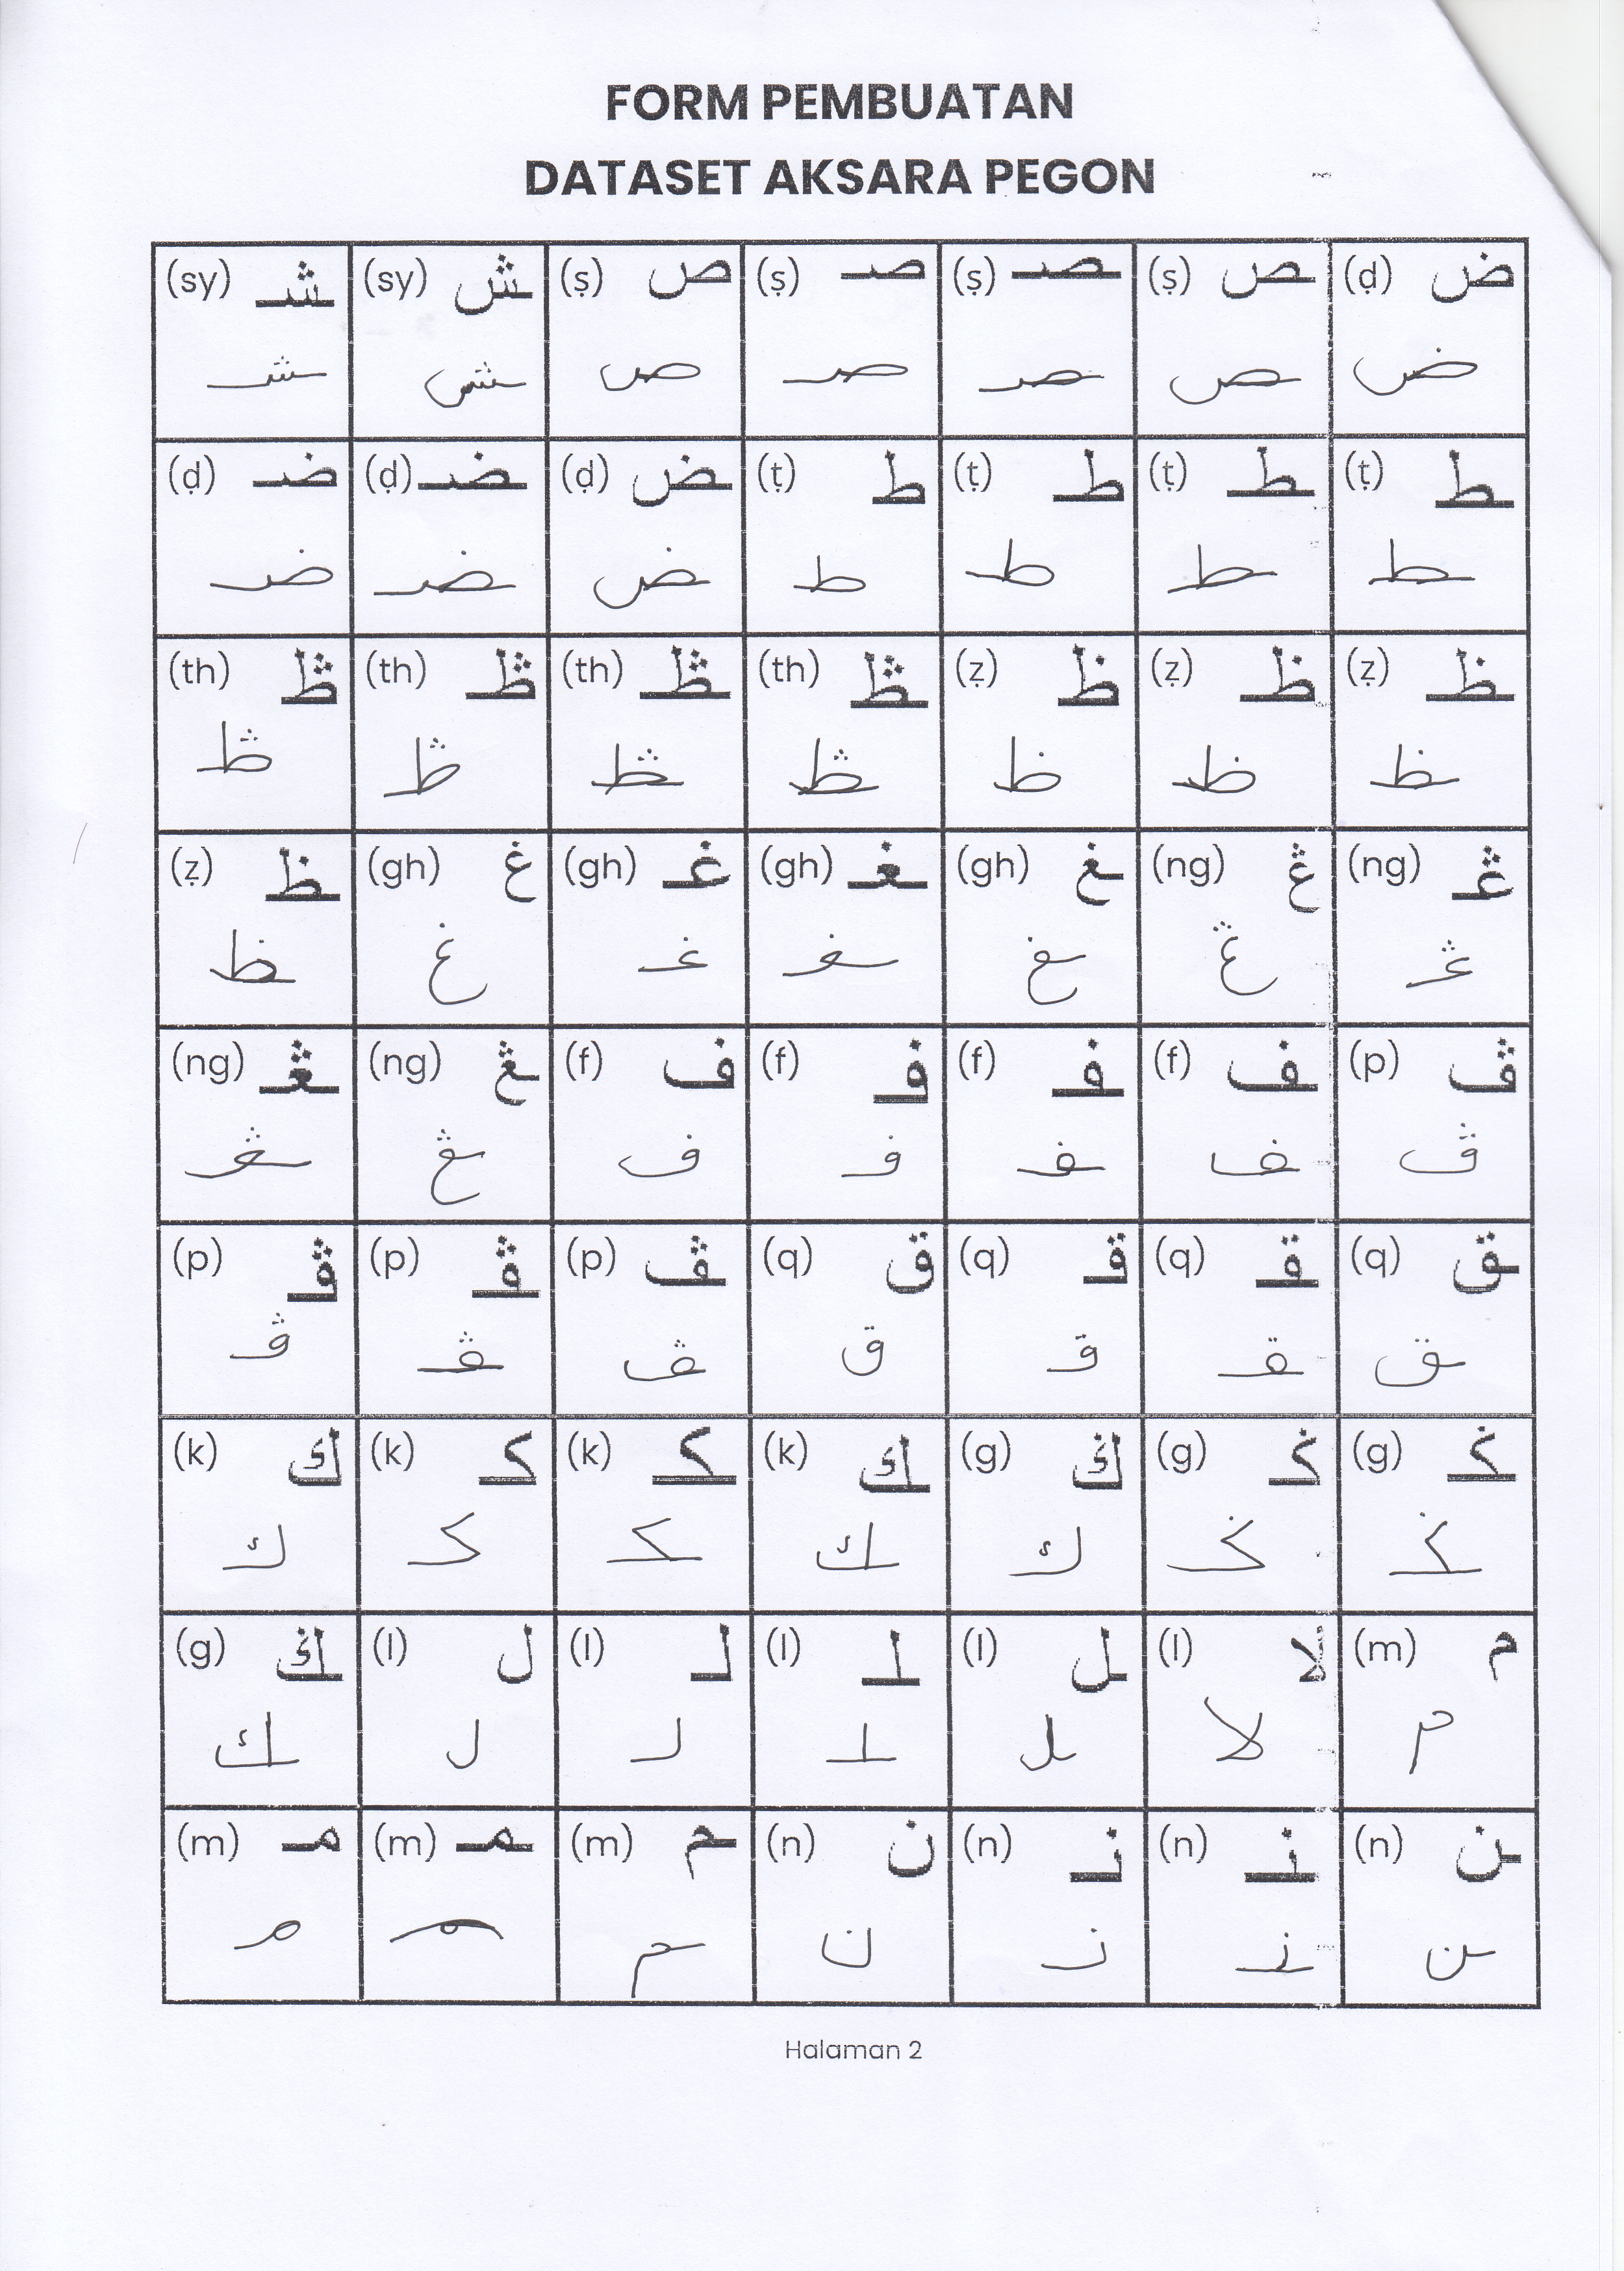 FORM PEMBUATAN
DATASET AKSARA PEGON
(sy) ـشـ (sy) ـش (ṣ) ص (ṣ) صـ (ṣ) ـصـ (ṣ) ـص (ḍ) ض
ـشـ ـش ص صـ ـصـ ـص ض
(ḍ) ضـ (ḍ) ـضـ (ḍ) ـض (ṭ) ط (ṭ) طـ (ṭ) ـطـ (ṭ) ـط
ضـ ـضـ ـض ط طـ ـطـ ـط
(th) ڟ (th) ڟـ (th) ـڟـ (th) ـڟ (ẓ) ظ (ẓ) ظـ (ẓ) ـظـ
ڟ ڟـ ـڟـ ـڟ ظ ظـ ـظـ
(ẓ) ـظ (gh) غ (gh) غـ (gh) ـغـ (gh) ـغ (ng) ڠ (ng) ڠـ
ـظ غ غـ ـغـ ـغ ڠ ڠـ
(ng) ـڠـ (ng) ـڠ (f) ف (f) فـ (f) ـفـ (f) ـف (p) ڤ
ـڠـ ـڠ ف فـ ـفـ ـف ڤ
(p) ڤـ (p) ـڤـ (p) ـڤ (q) ق (q) قـ (q) ـقـ (q) ـق
ڤـ ـڤـ ـڤ ق قـ ـقـ ـق
(k) ك (k) كـ (k) ـكـ (k) ـك (g) ݢ (g) ݢـ (g) ـݢـ
ك كـ ـكـ ـك ݢ ݢـ ـݢـ
(g) ـݢ (l) ل (l) لـ (l) ـلـ (l) ـل (l) لا (m) م
ـك ل لـ ـلـ ـل لا م
(m) مـ (m) ـمـ (m) ـم (n) ن (n) نـ (n) ـنـ (n) ـن
مـ ـمـ ـم ن نـ ـنـ ـن
Halaman 2